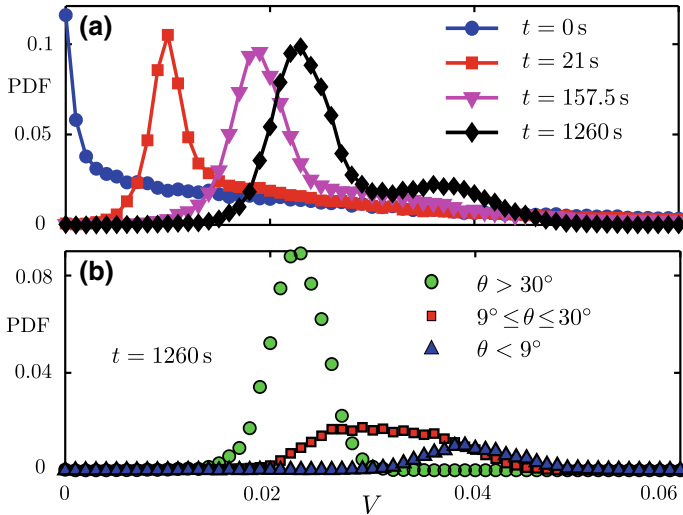 (a)
0.1
PDF
0.05
0
t = 0 s
t = 21 s
t = 157.5 s
t = 1260 s
(b)
0.08
PDF
0.04
0
t = 1260 s
θ > 30°
9° ≤ θ ≤ 30°
θ < 9°
0 0.02 0.04 0.06
V